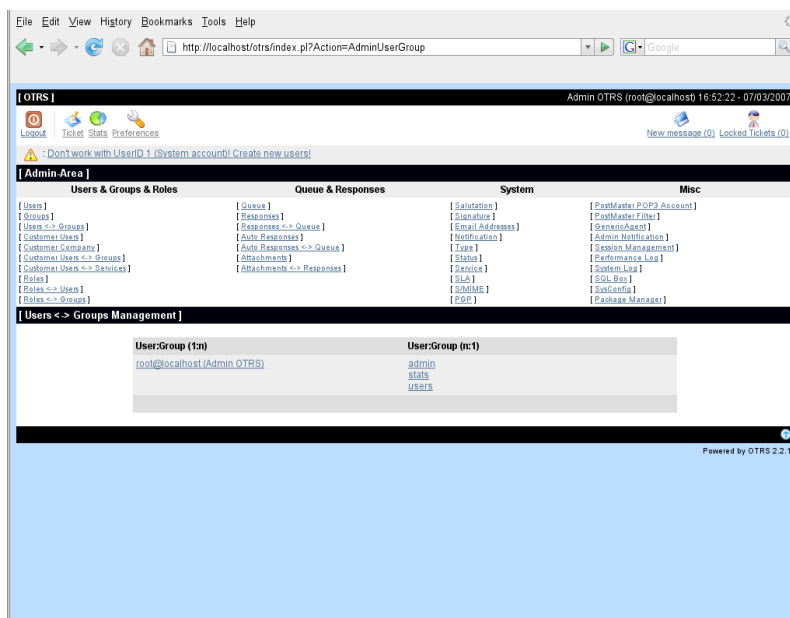 File Edit View History Bookmarks Tools Help
http://localhost/otrs/index.pl?Action=AdminUserGroup
G Google
[ OTRS ] Admin OTRS (root@localhost) 16:52:22 - 07/03/2007
Logout Ticket Stats Preferences New message (0) Locked Tickets (0)
: Don't work with UserID 1 (System account)! Create new users!
[ Admin-Area ]
Users & Groups & Roles Queue & Responses System Misc
[ Users ] [ Queue ] [ Salutation ] [ PostMaster POP3 Account ]
[ Groups ] [ Responses ] [ Signature ] [ PostMaster Filter ]
[ Users <-> Groups ] [ Responses <-> Queue ] [ Email Addresses ] [ GenericAgent ]
[ Customer Users ] [ Auto Responses ] [ Notification ] [ Admin Notification ]
[ Customer Company ] [ Auto Responses <-> Queue ] [ Type ] [ Session Management ]
[ Customer Users <-> Groups ] [ Attachments ] [ Status ] [ Performance Log ]
[ Customer Users <-> Services ] [ Attachments <-> Responses ] [ Service ] [ System Log ]
[ Roles ] [ SLA ] [ SQL Box ]
[ Roles <-> Users ] [ S/MIME ] [ SysConfig ]
[ Roles <-> Groups ] [ PGP ] [ Package Manager ]
[ Users <-> Groups Management ]
User:Group (1:n) User:Group (n:1)
root@localhost (Admin OTRS) admin
stats
users
Powered by OTRS 2.2.1